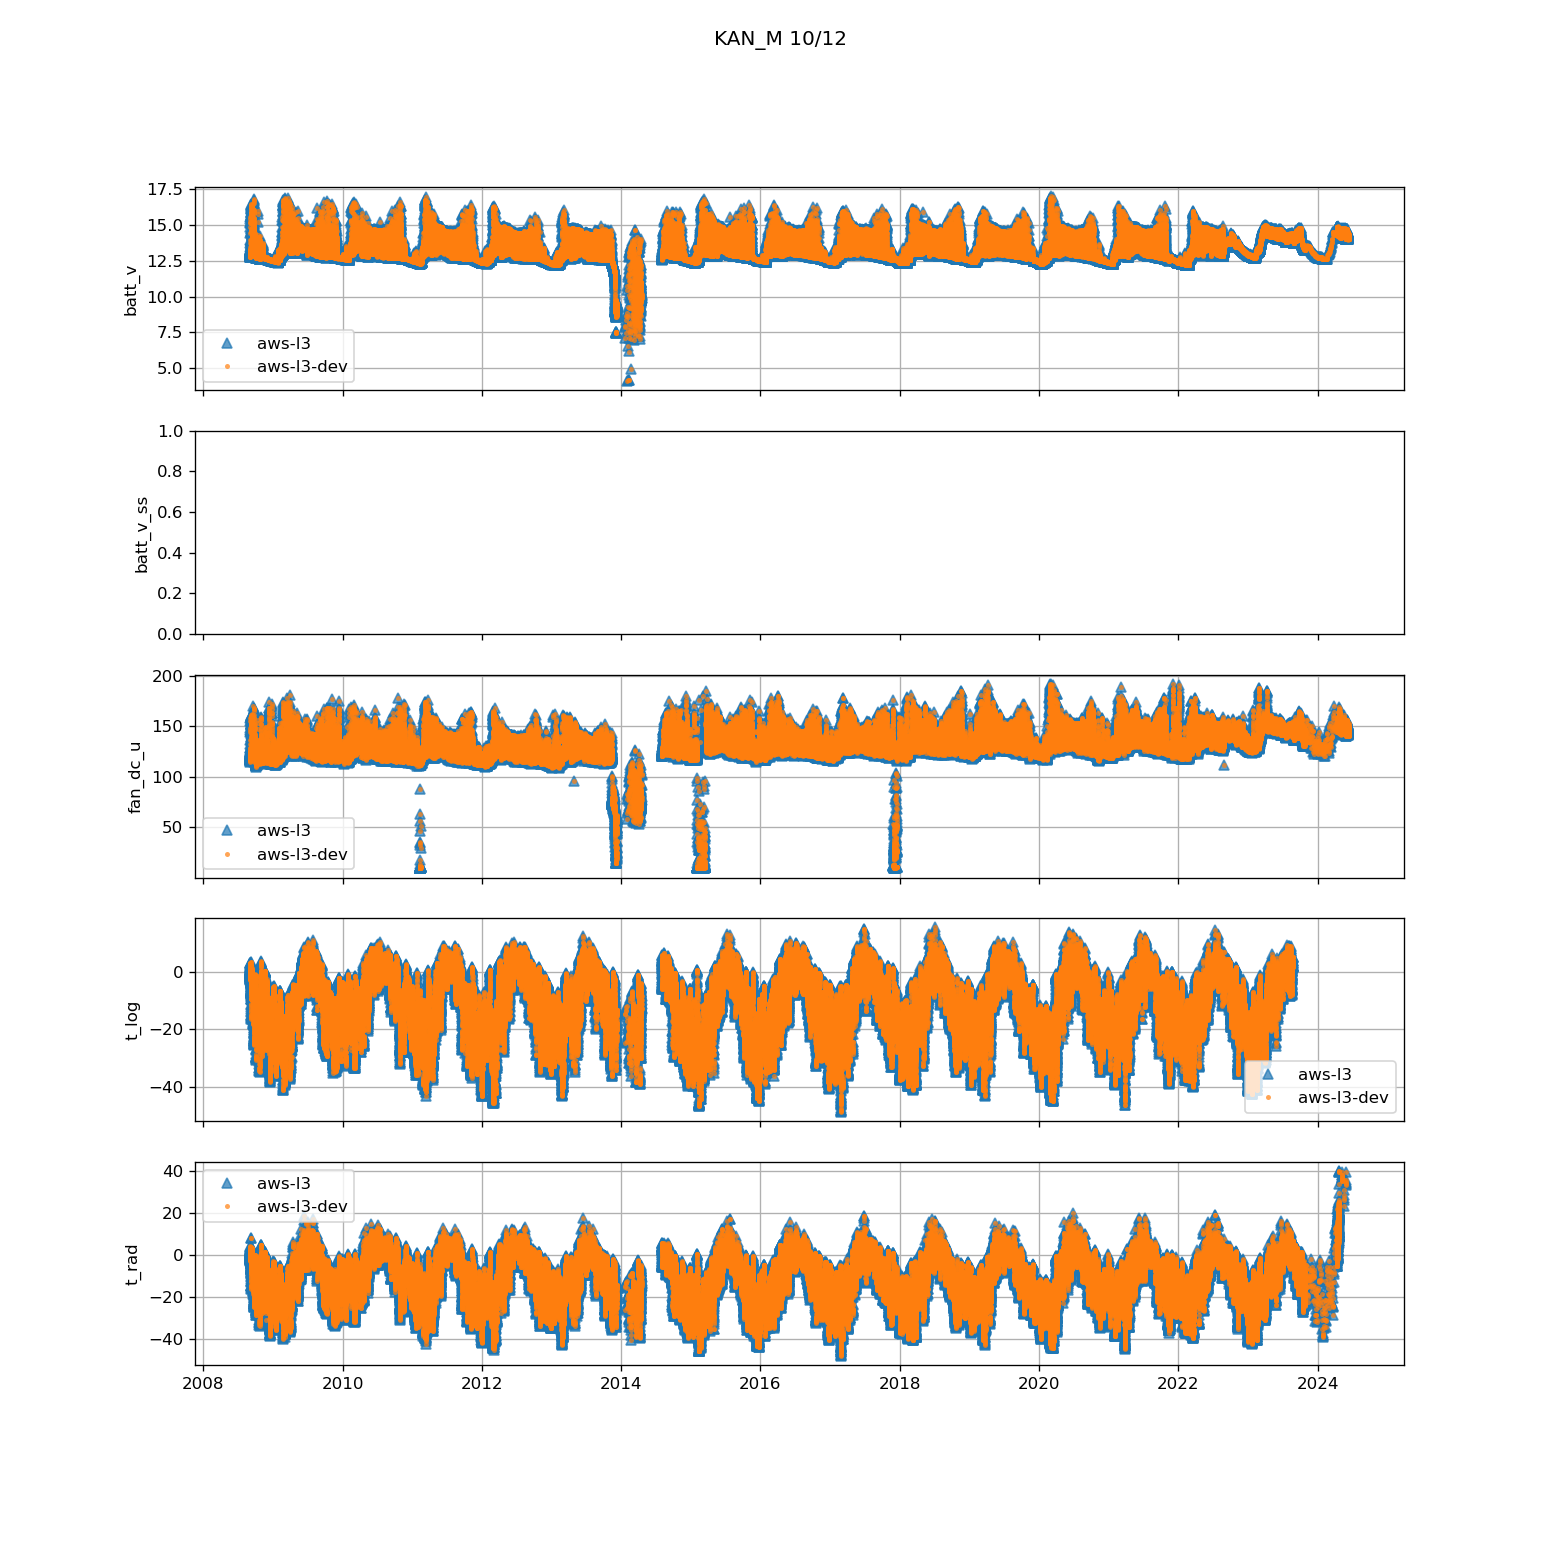 KAN_M 10/12
17.5
15.0
12.5
10.0
7.5
5.0
batt_v
aws-l3
aws-l3-dev
1.0
0.8
0.6
0.4
0.2
0.0
batt_v_ss
200
150
100
50
fan_dc_u
aws-l3
aws-l3-dev
0
−20
−40
t_log
aws-l3
aws-l3-dev
40
20
0
−20
−40
t_rad
aws-l3
aws-l3-dev
2008 2010 2012 2014 2016 2018 2020 2022 2024